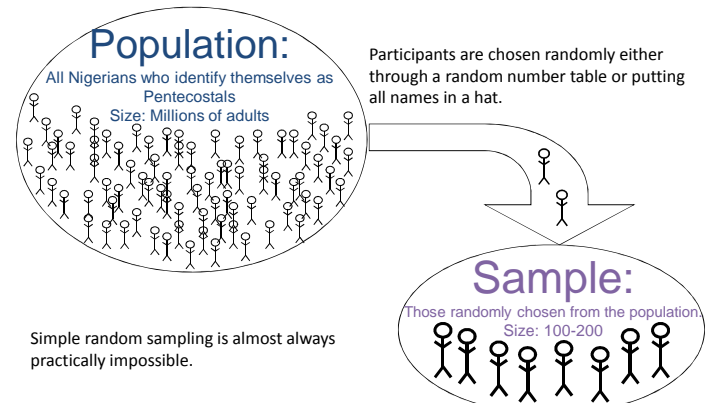 Population:
All Nigerians who identify themselves as
Pentecostals
Size: Millions of adults
Participants are chosen randomly either
through a random number table or putting
all names in a hat.
Sample:
Those randomly chosen from the population.
Size: 100-200
Simple random sampling is almost always
practically impossible.